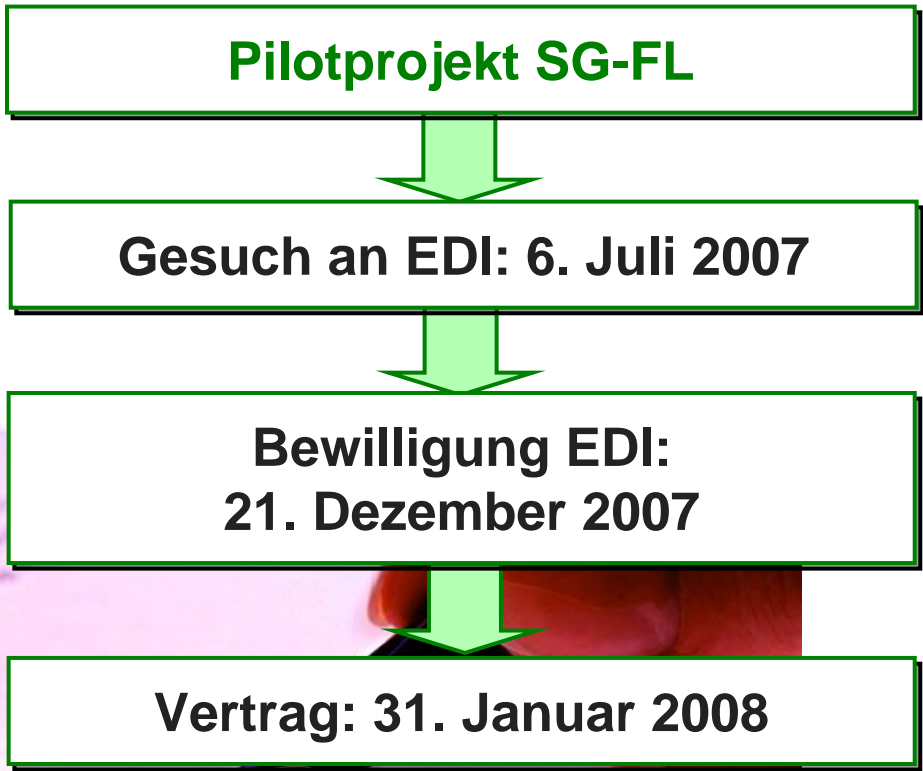 Pilotprojekt SG-FL
Gesuch an EDI: 6. Juli 2007
Bewilligung EDI:
21. Dezember 2007
Vertrag: 31. Januar 2008